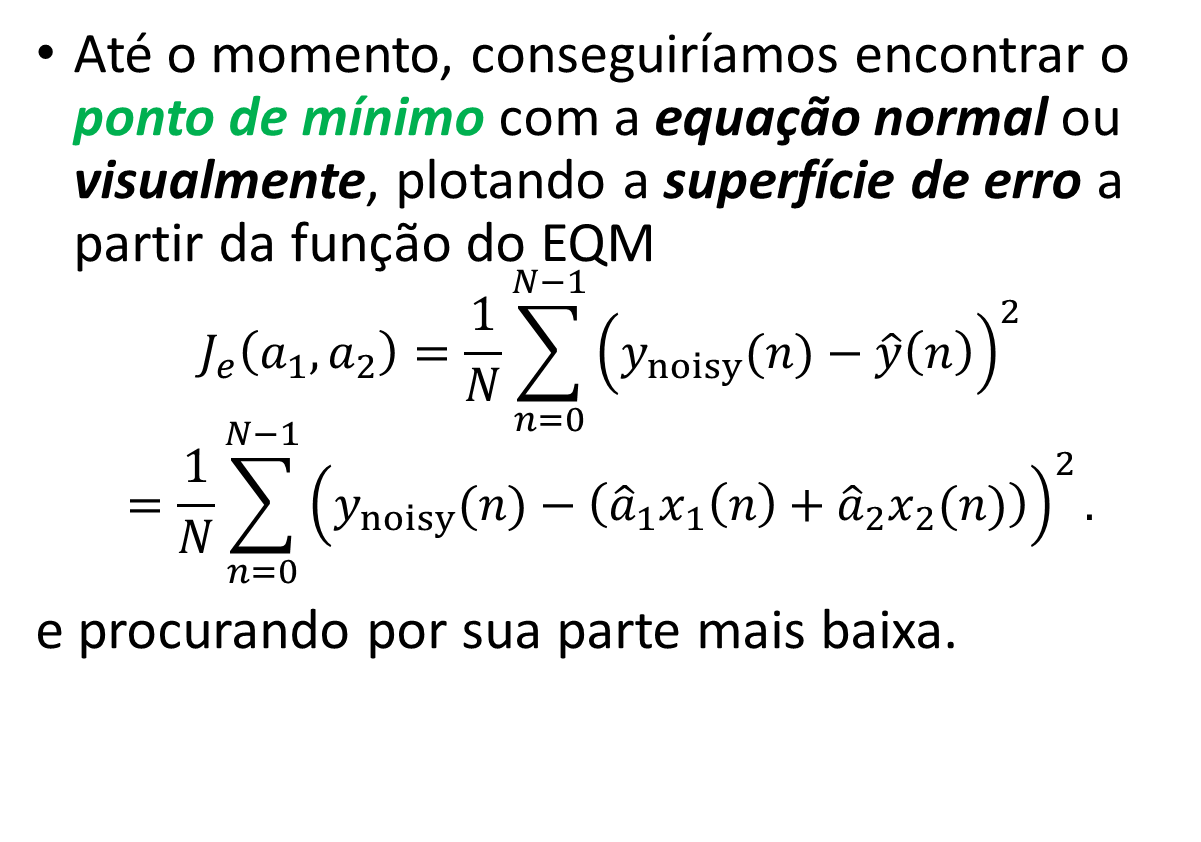 • Até o momento, conseguiríamos encontrar o
ponto de mínimo com a equação normal ou
visualmente, plotando a superfície de erro a
partir da função do EQM
$J_e(a_1, a_2) = \frac{1}{N} \sum_{n=0}^{N-1} \left( y_{\text{noisy}}(n) - \hat{y}(n) \right)^2$
$= \frac{1}{N} \sum_{n=0}^{N-1} \left( y_{\text{noisy}}(n) - (\hat{a}_1 x_1(n) + \hat{a}_2 x_2(n)) \right)^2.$
e procurando por sua parte mais baixa.